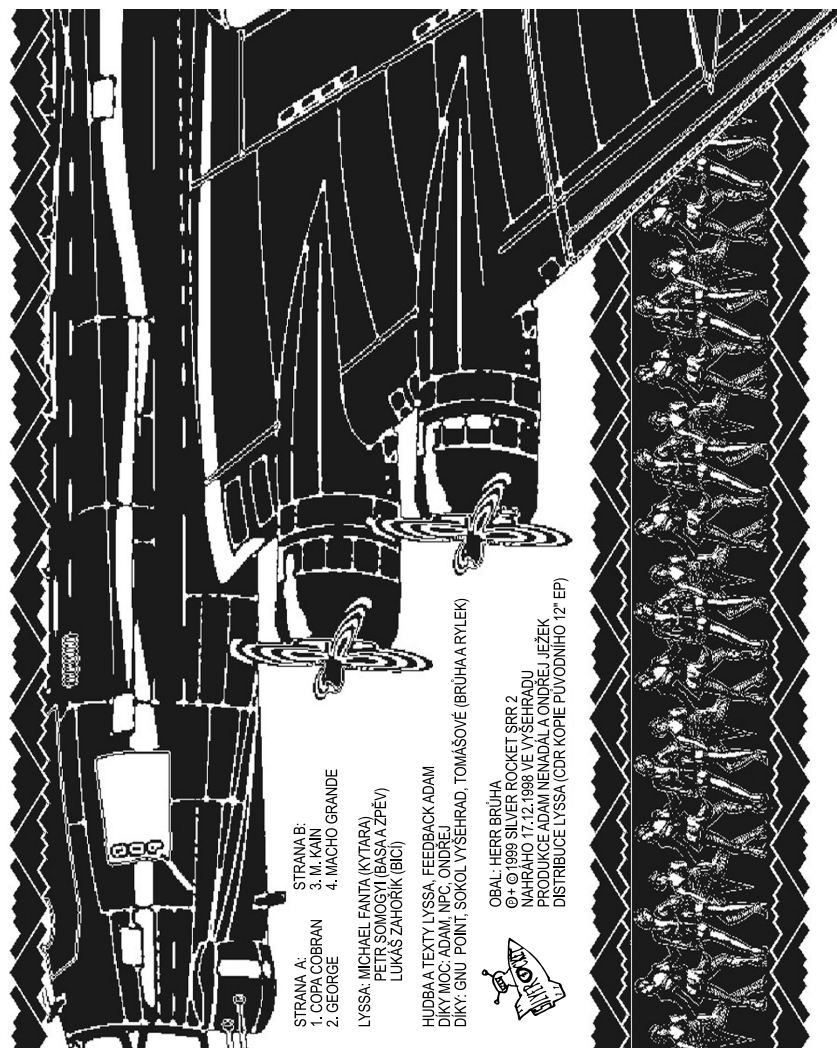 STRANA A:
1. COPA COBRAN
2. GEORGE
STRANA B:
3. M. KAIN
4. MACHO GRANDE
LYSSA: MICHAEL FANTA (KYTARA)
PETR SOMOGYI (BASA A ZPĚV)
LUKÁŠ ZAHOŘÍK (BICÍ)
HUDBA A TEXTY LYSSA, FEEDBACK ADAM
DÍKY MOC: ADAM, NPC, ONDŘEJ
DÍKY: GNU POINT, SOKOL VYŠEHRAD, TOMÁŠOVÉ (BRŮHA A RYLEK)
OBAL: HERR BRŮHA
℗+ © 1999 SILVER ROCKET SRR 2
NAHRÁHO 17.12.1998 VE VYŠEHRADU
PRODUKCE ADAM NENADÁL A ONDŘEJ JEŽEK
DISTRIBUCE LYSSA (CDR KOPIE PŮVODNÍHO 12" EP)